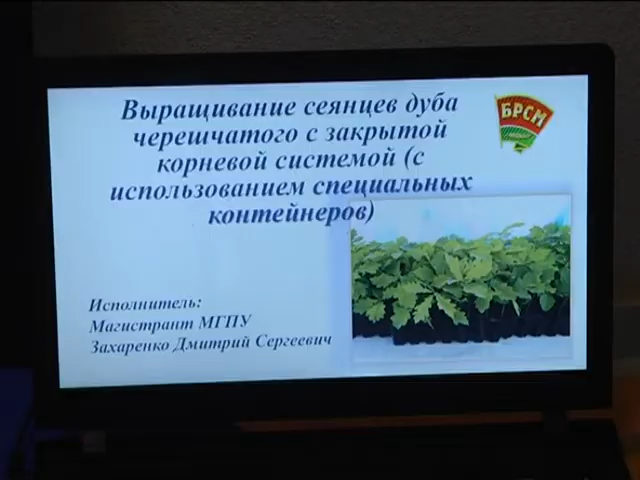 Выращивание сеянцев дуба
черешчатого с закрытой
корневой системой (с
использованием специальных
контейнеров)
БРСМ
Исполнитель:
Магистрант МГПУ
Захаренко Дмитрий Сергеевич